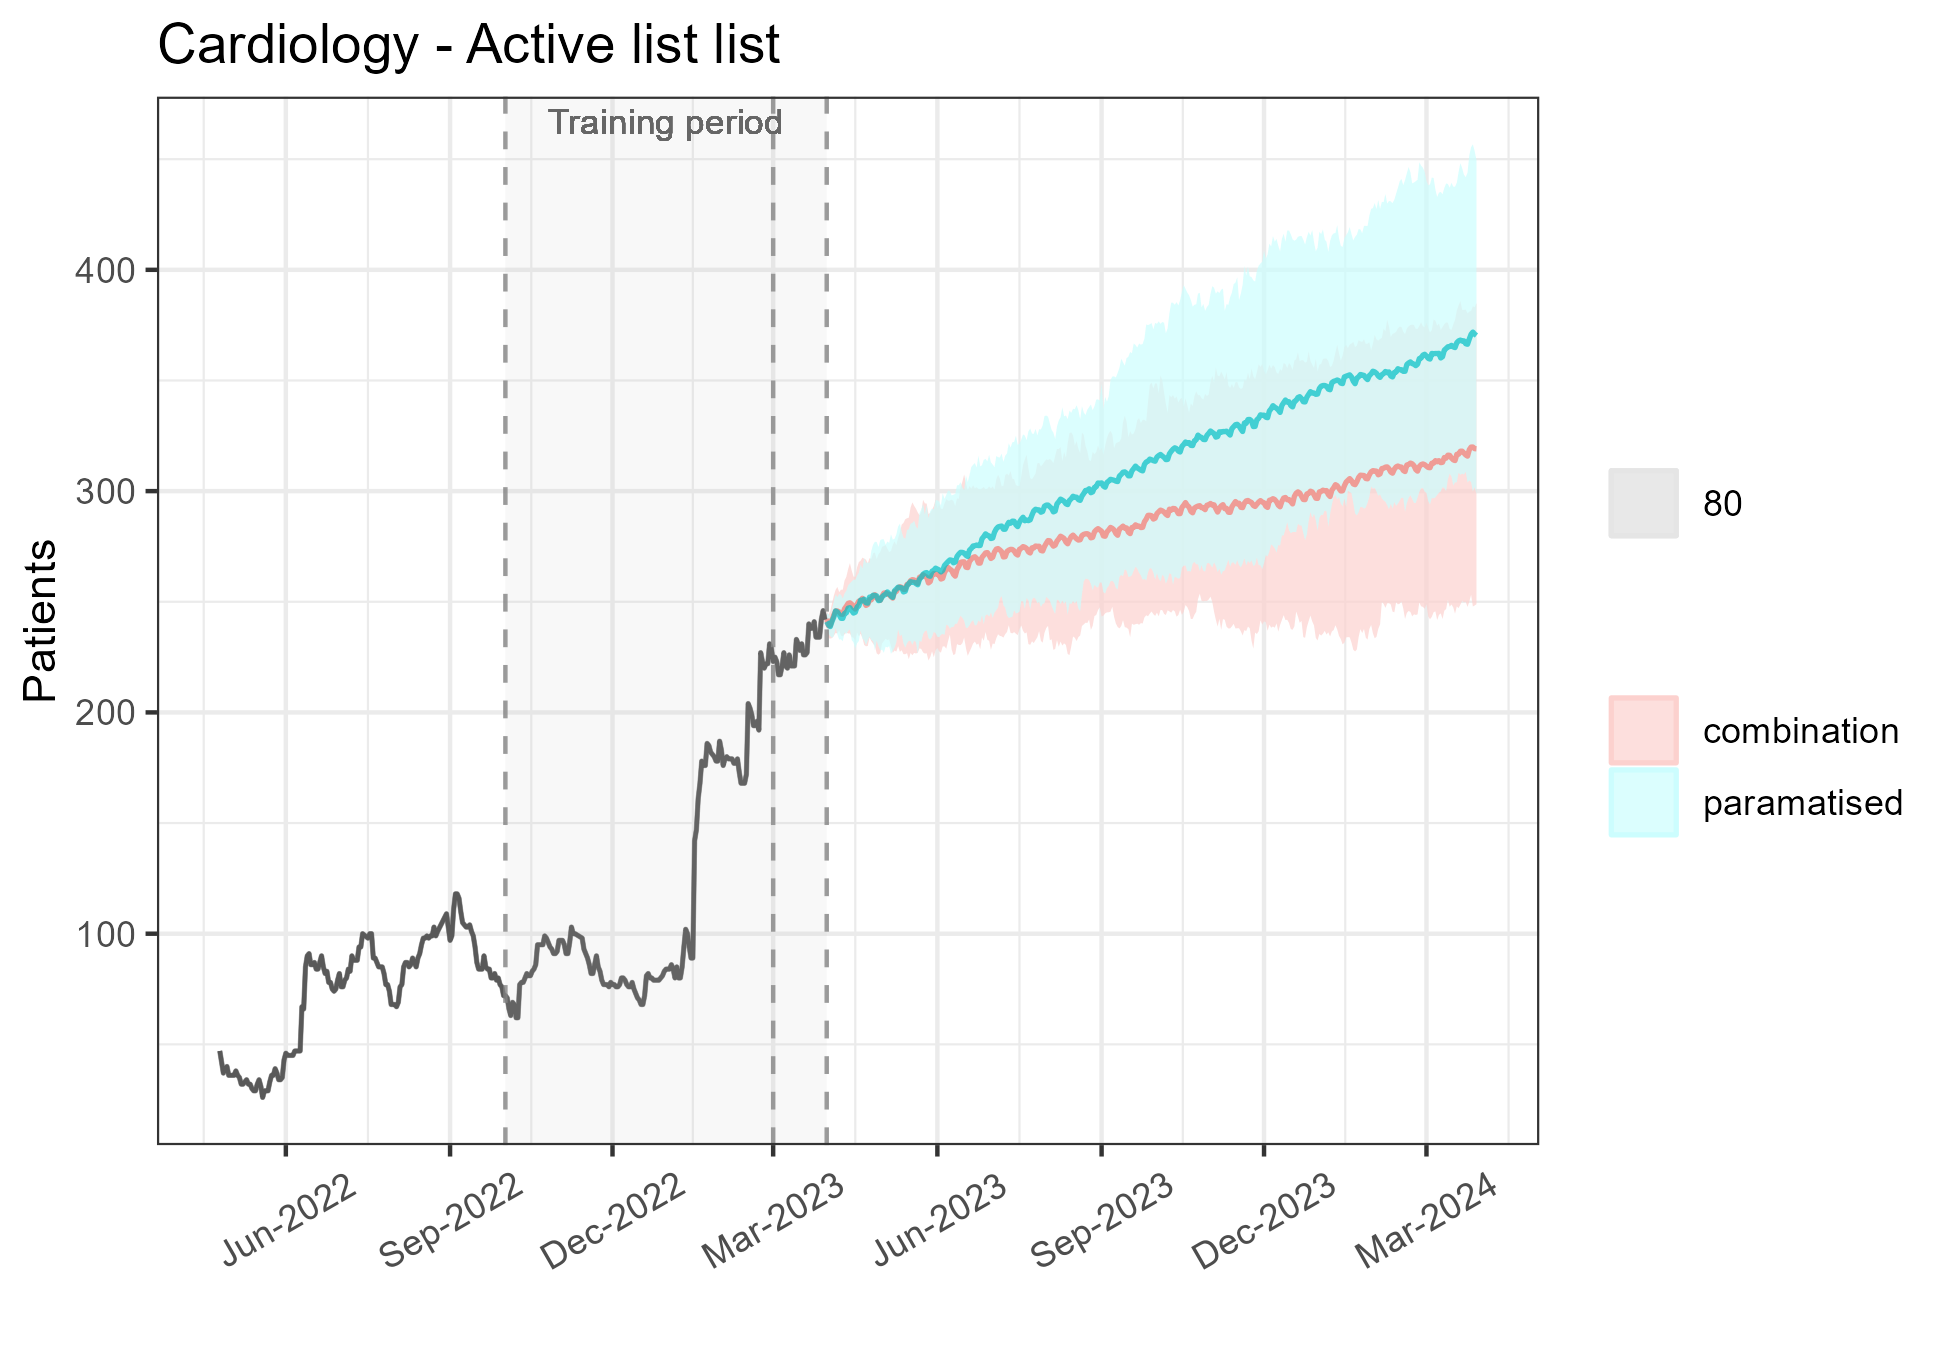 Cardiology - Active list list
Training period
Patients
400
300
200
100
Jun-2022
Sep-2022
Dec-2022
Mar-2023
Jun-2023
Sep-2023
Dec-2023
Mar-2024
80
combination
paramatised